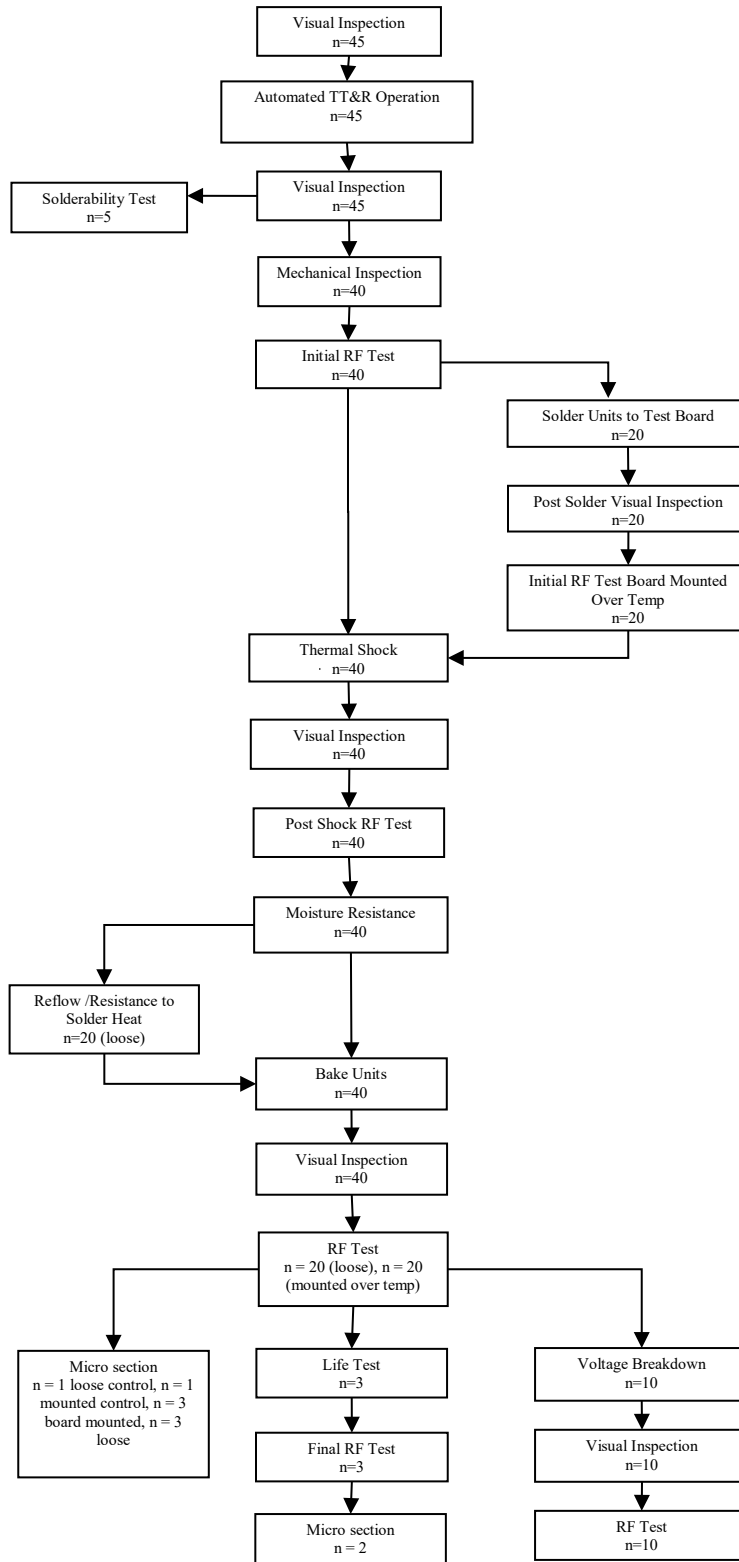 Visual Inspection
n=45
Automated TT&R Operation
n=45
Visual Inspection
n=45
Solderability Test
n=5
Mechanical Inspection
n=40
Initial RF Test
n=40
Solder Units to Test Board
n=20
Post Solder Visual Inspection
n=20
Initial RF Test Board Mounted
Over Temp
n=20
Thermal Shock
· n=40
Visual Inspection
n=40
Post Shock RF Test
n=40
Moisture Resistance
n=40
Reflow /Resistance to
Solder Heat
n=20 (loose)
Bake Units
n=40
Visual Inspection
n=40
RF Test
n = 20 (loose), n = 20
(mounted over temp)
Micro section
n = 1 loose control, n = 1
mounted control, n = 3
board mounted, n = 3
loose
Life Test
n=3
Final RF Test
n=3
Micro section
n = 2
Voltage Breakdown
n=10
Visual Inspection
n=10
RF Test
n=10